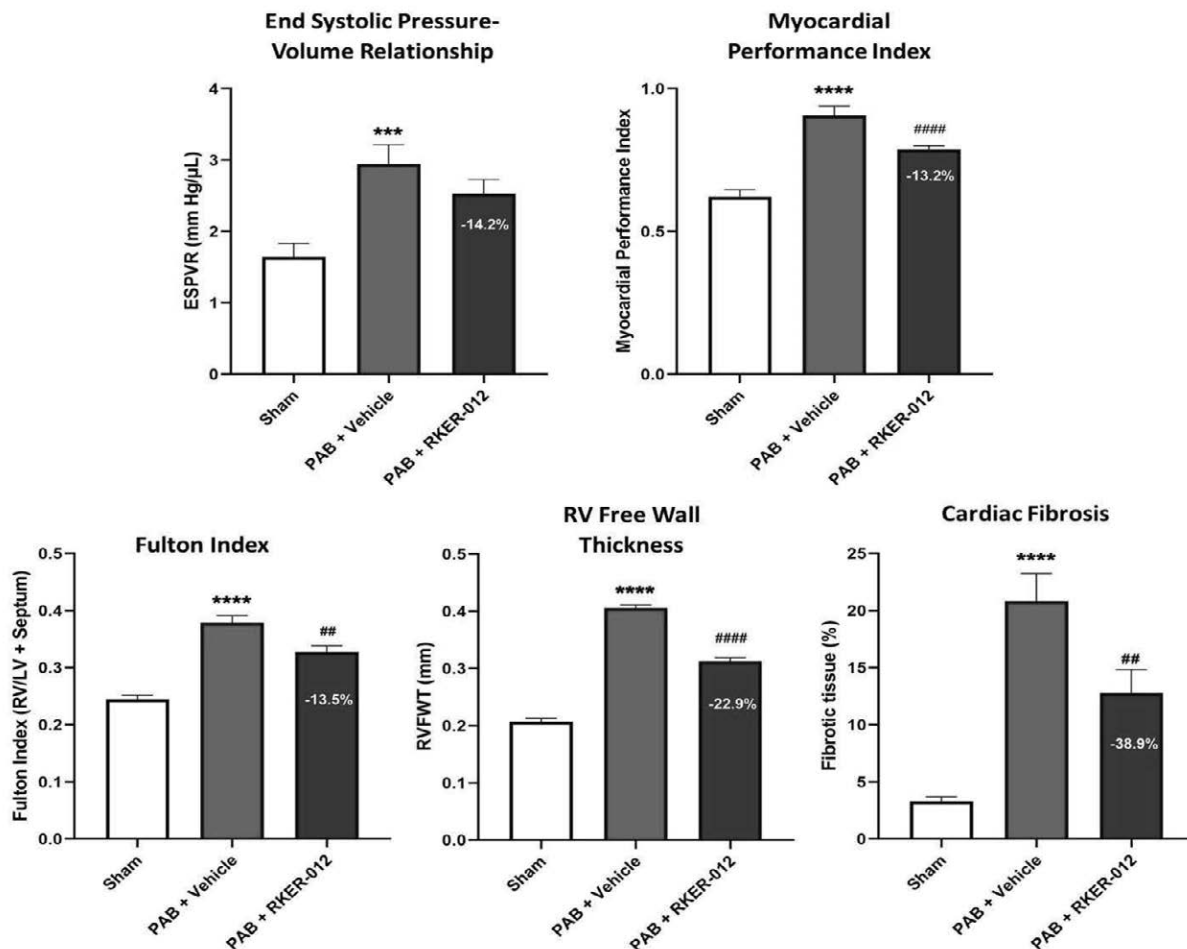 End Systolic Pressure-
Volume Relationship
ESPVR (mm Hg/µL)
4
3
2
1
0
***
-14.2%
Sham
PAB + Vehicle
PAB + RKER-012
Myocardial
Performance Index
Myocardial Performance Index
1.0
0.5
0.0
****
####
-13.2%
Sham
PAB + Vehicle
PAB + RKER-012
Fulton Index
Fulton Index (RV/LV + Septum)
0.5
0.4
0.3
0.2
0.1
0.0
****
##
-13.5%
Sham
PAB + Vehicle
PAB + RKER-012
RV Free Wall
Thickness
RVFWT (mm)
0.5
0.4
0.3
0.2
0.1
0.0
****
####
-22.9%
Sham
PAB + Vehicle
PAB + RKER-012
Cardiac Fibrosis
Fibrotic tissue (%)
25
20
15
10
5
0
****
##
-38.9%
Sham
PAB + Vehicle
PAB + RKER-012